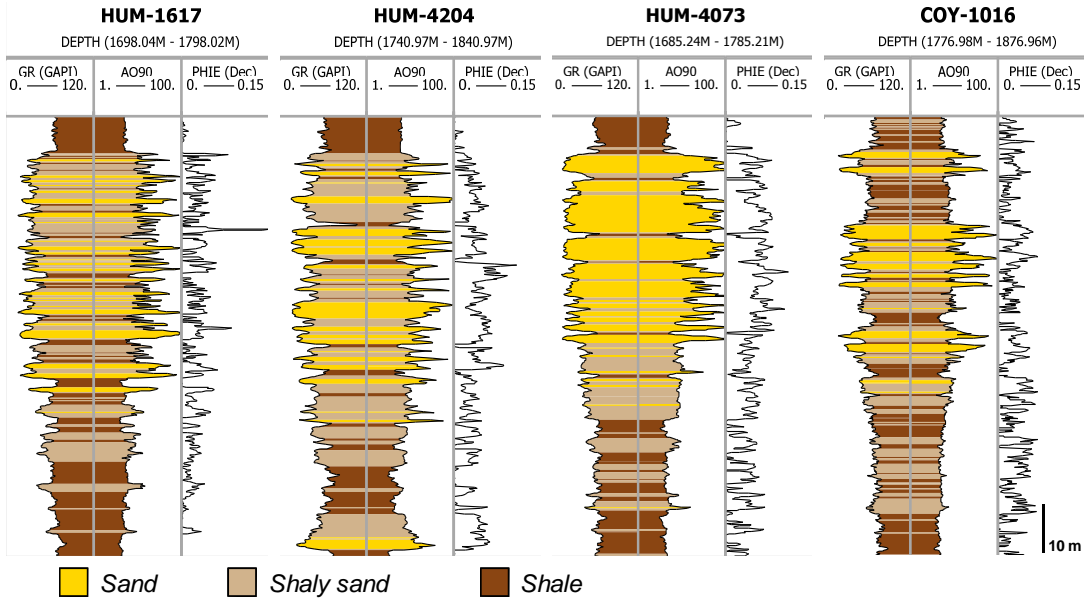 HUM-1617 HUM-4204 HUM-4073 COY-1016
DEPTH (1698.04M - 1798.02M) DEPTH (1740.97M - 1840.97M) DEPTH (1685.24M - 1785.21M) DEPTH (1776.98M - 1876.96M)
GR (GAPI) AO90 PHIE (Dec) GR (GAPI) AO90 PHIE (Dec) GR (GAPI) AO90 PHIE (Dec) GR (GAPI) AO90 PHIE (Dec)
0. 120. 1. 100. 0. 0.15 0. 120. 1. 100. 0. 0.15 0. 120. 1. 100. 0. 0.15 0. 120. 1. 100. 0. 0.15
10 m
Sand Shaly sand Shale